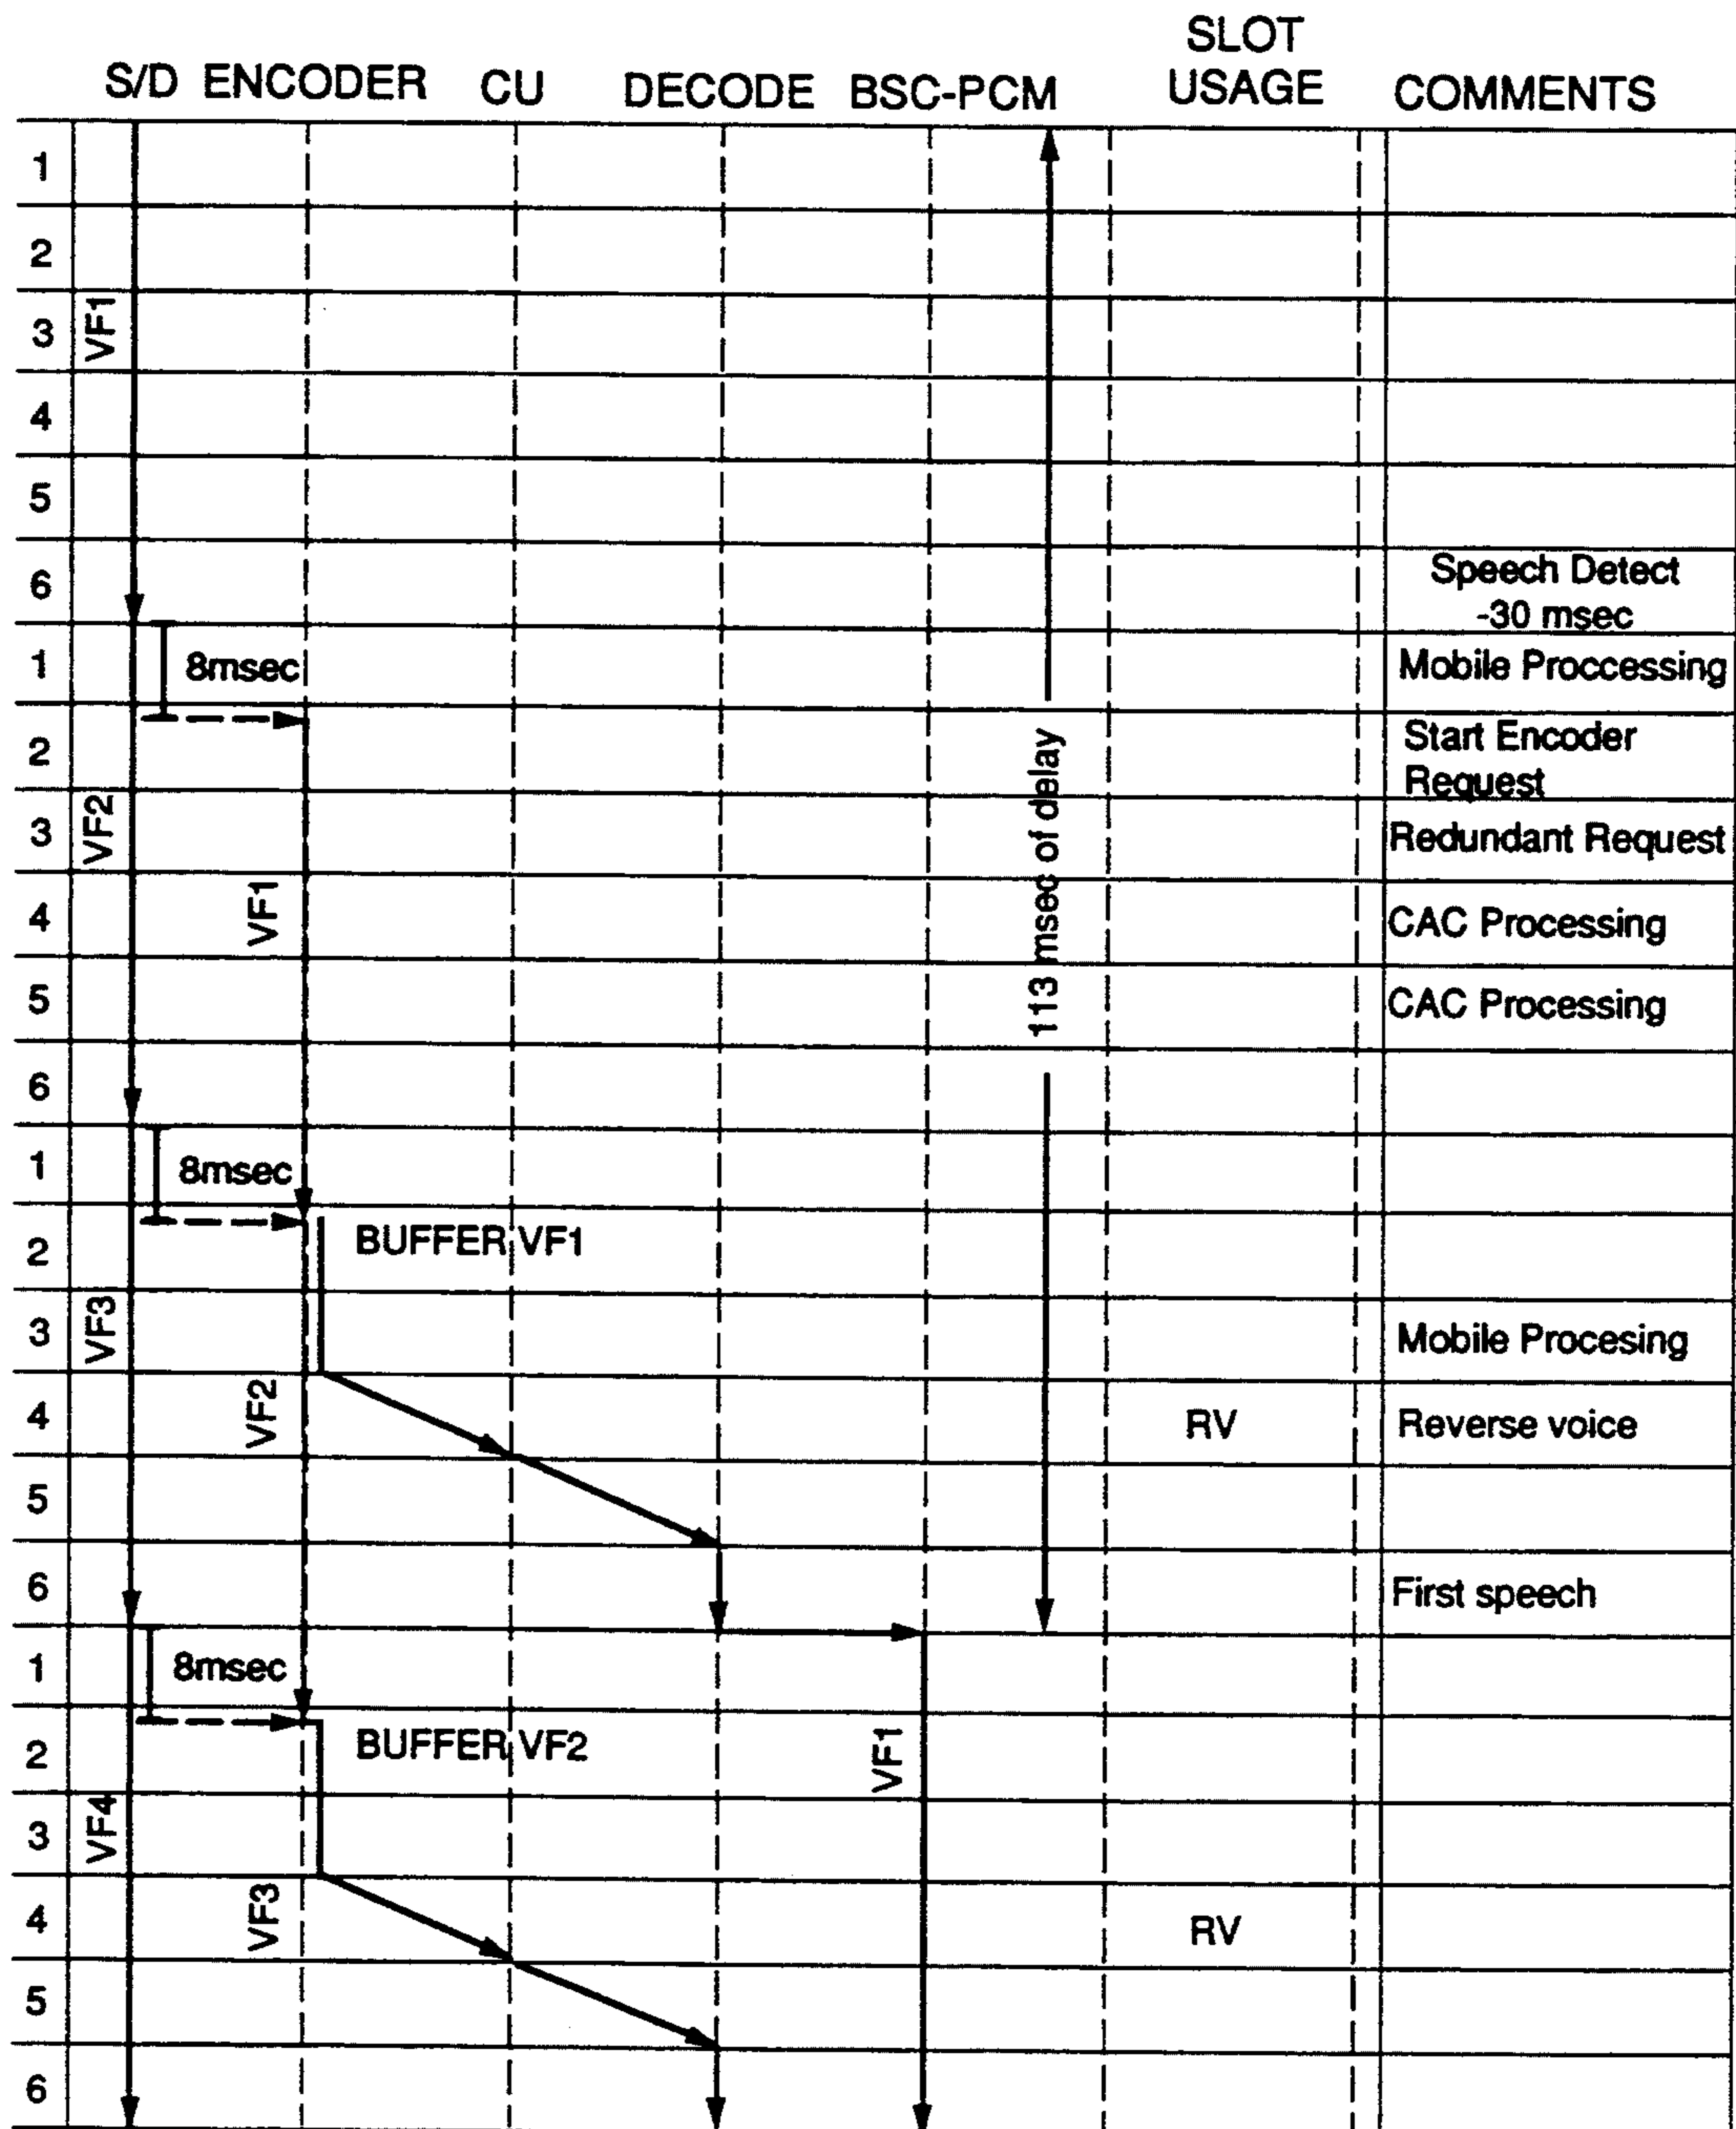 SLOT
S/D ENCODER CU DECODE BSC-PCM USAGE COMMENTS
1
2
3 VF1
4
5
6 Speech Detect
-30 msec
1 8msec Mobile Proccessing
2 Start Encoder
Request
3 VF2 Redundant Request
4 VF1 CAC Processing
113 msec of delay
5 CAC Processing
6
1 8msec
2 BUFFER VF1
3 VF3 Mobile Procesing
4 VF2 RV Reverse voice
5
6 First speech
1 8msec
2 BUFFER VF2 VF1
3 VF4
4 VF3 RV
5
6